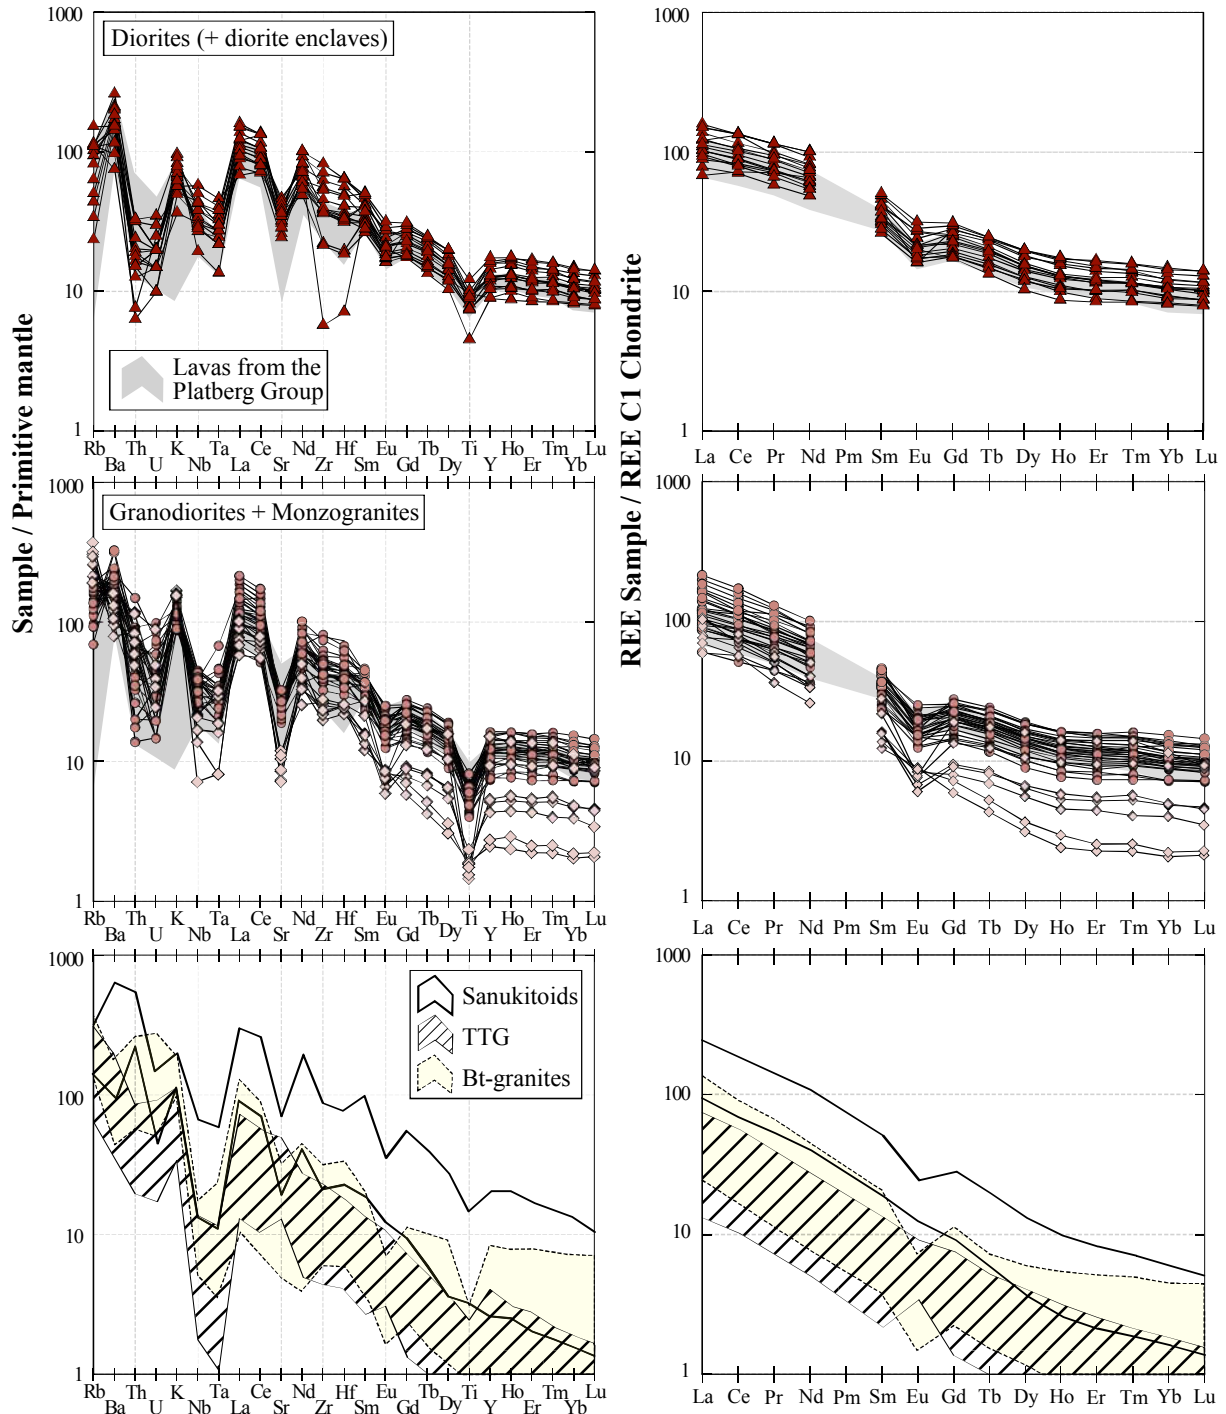 Sample / Primitive mantle
REE Sample / REE C1 Chondrite
1000
100
10
1
Diorites (+ diorite enclaves)
Lavas from the
Platberg Group
Rb Ba Th U K Nb Ta La Ce Sr Nd Zr Hf Sm Eu Gd Tb Dy Ti Y Ho Er Tm Yb Lu
1000
100
10
1
La Ce Pr Nd Pm Sm Eu Gd Tb Dy Ho Er Tm Yb Lu
1000
100
10
1
Granodiorites + Monzogranites
Rb Ba Th U K Nb Ta La Ce Sr Nd Zr Hf Sm Eu Gd Tb Dy Ti Y Ho Er Tm Yb Lu
1000
100
10
1
La Ce Pr Nd Pm Sm Eu Gd Tb Dy Ho Er Tm Yb Lu
1000
100
10
1
Sanukitoids
TTG
Bt-granites
Rb Ba Th U K Nb Ta La Ce Sr Nd Zr Hf Sm Eu Gd Tb Dy Ti Y Ho Er Tm Yb Lu
1000
100
10
1
La Ce Pr Nd Pm Sm Eu Gd Tb Dy Ho Er Tm Yb Lu